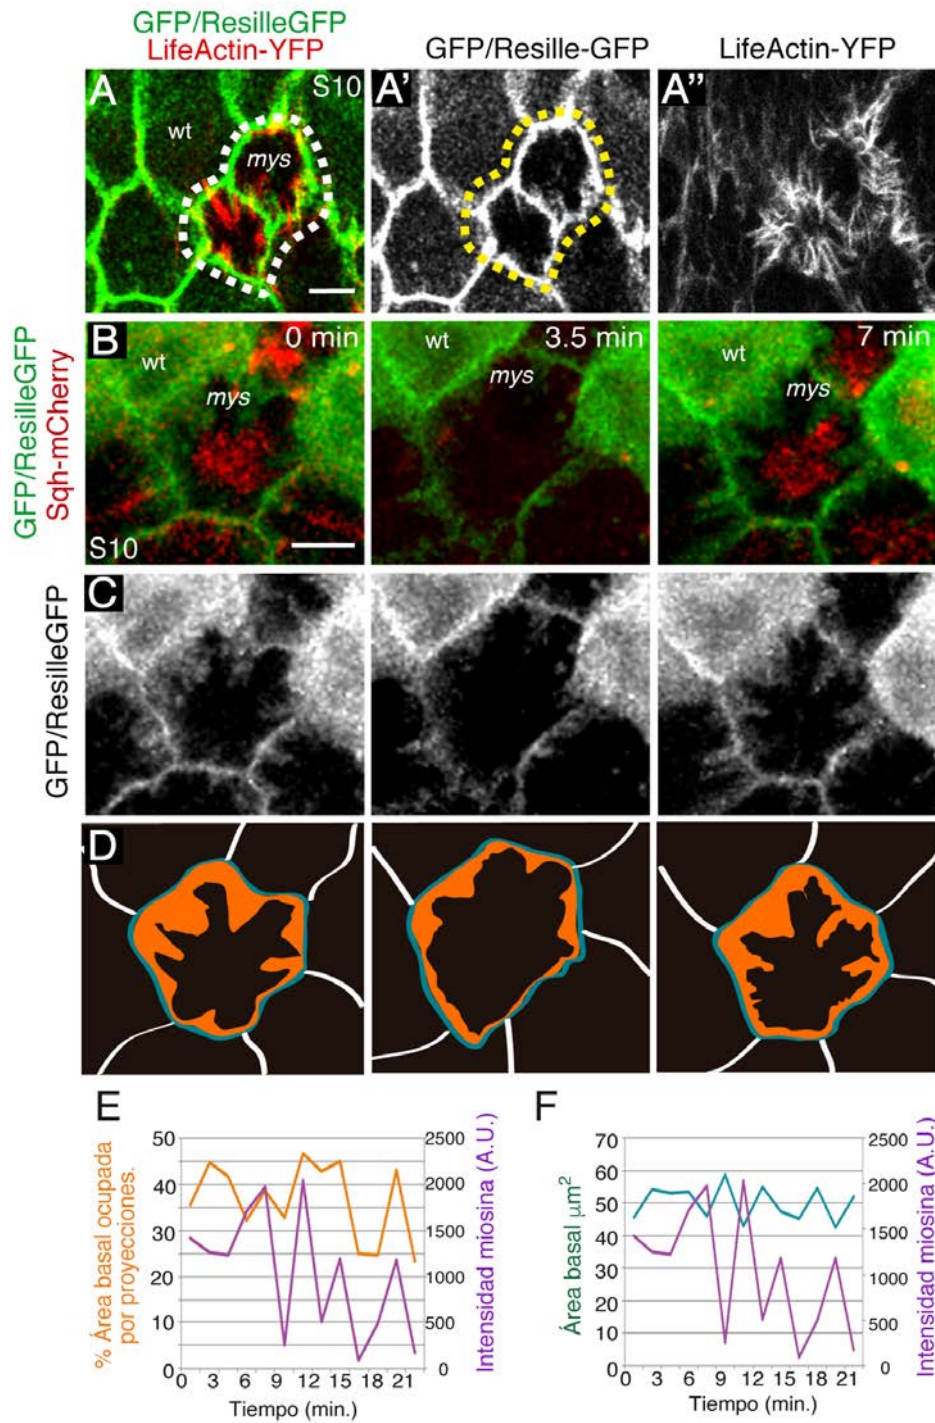 GFP/ResilleGFP
LifeActin-YFP
GFP/Resille-GFP
LifeActin-YFP
A
S10
wt
mys
A'
A''
GFP/ResilleGFP
Sqh-mCherry
B
0 min
wt
mys
S10
3.5 min
wt
mys
7 min
wt
mys
GFP/ResilleGFP
C
D
E
% Área basal ocupada
por proyecciones.
50
40
30
20
10
0
2500
2000
1500
1000
500
0
Intensidad miosina (A.U.)
0 3 6 9 12 15 18 21
Tiempo (min.)
F
Área basal µm²
70
60
50
40
30
20
10
0
2500
2000
1500
1000
500
0
Intensidad miosina (A.U.)
0 3 6 9 12 15 18 21
Tiempo (min.)